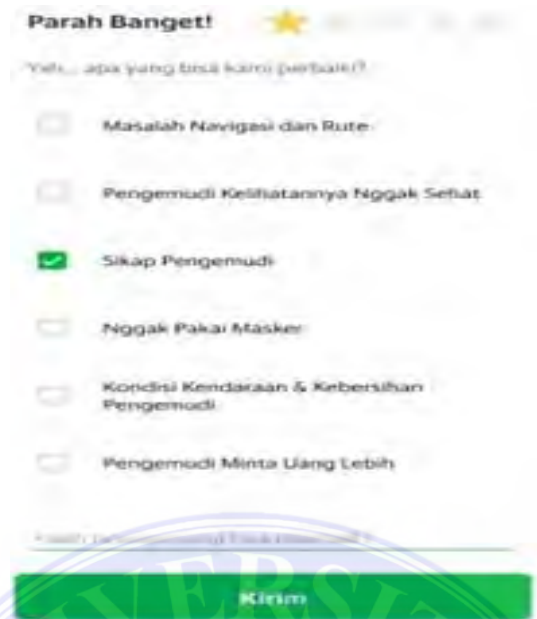 Parah Banget!
Yah... apa yang bisa kami perbaiki?
Masalah Navigasi dan Rute
Pengemudi Kelihatannya Nggak Sehat
Sikap Pengemudi
Nggak Pakai Masker
Kondisi Kendaraan & Kebersihan
Pengemudi
Pengemudi Minta Uang Lebih
Kirim